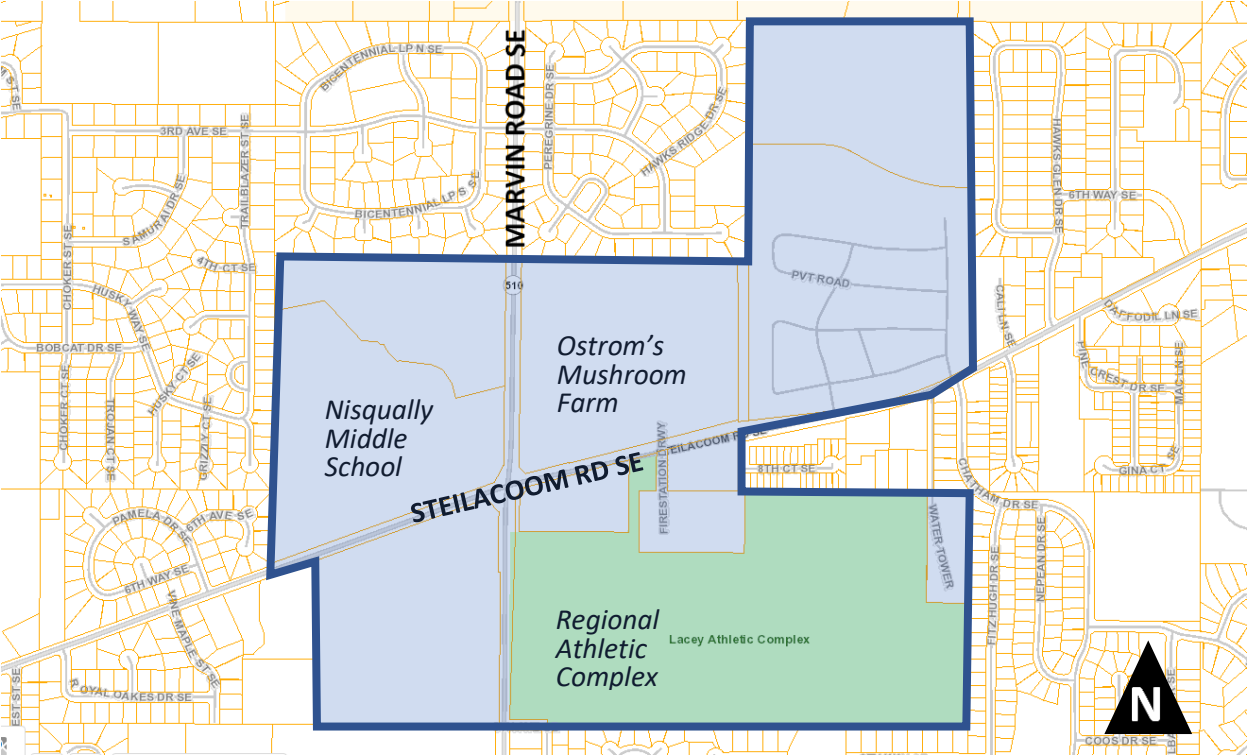 BICENTENNIAL LP N SE
MARVIN ROAD SE
PEREGRINE DR SE
HAWKS RIDGE DR SE
3RD AVE SE
TRAILBLAZER ST SE
SAMURAI DR SE
BICENTENNIAL LP S SE
4TH CT SE
CHOKER ST SE
HUSKY WAY SE
BOBCAT DR SE
HUSKY CT SE
CHOKER CT SE
TROJAN CT SE
GRIZZLY CT SE
HAWKS GLEN DR SE
6TH WAY SE
PVT ROAD
510
CALI LN SE
DAFFODIL LN SE
PINE CREST DR SE
MAC LN SE
GINA CT SE
Ostrom's
Mushroom
Farm
Nisqually
Middle
School
STEILACOOM RD SE
FIRESTATION DRWY
8TH CT SE
CHATHAM DR SE
WATER TOWER
FITZ HUGH DR SE
NEPEAN DR SE
PAMELA DR SE
6TH AVE SE
6TH WAY SE
VINE MAPLE ST SE
ROYAL OAKES DR SE
Regional
Athletic
Complex
Lacey Athletic Complex
N
COOS DR SE